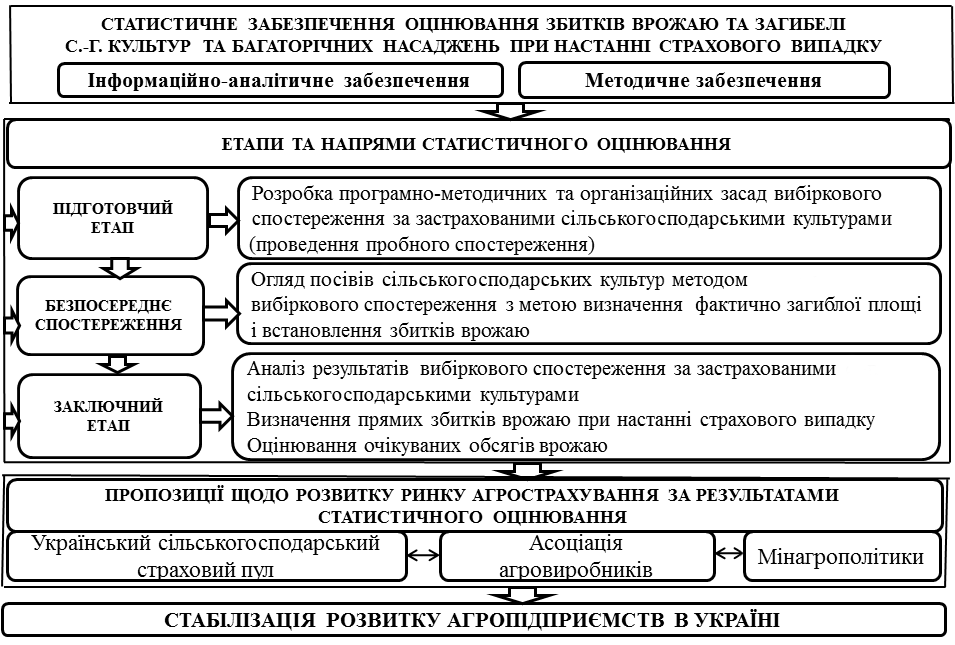 СТАТИСТИЧНЕ ЗАБЕЗПЕЧЕННЯ ОЦІНЮВАННЯ ЗБИТКІВ ВРОЖАЮ ТА ЗАГИБЕЛІ
С.-Г. КУЛЬТУР ТА БАГАТОРІЧНИХ НАСАДЖЕНЬ ПРИ НАСТАННІ СТРАХОВОГО ВИПАДКУ
Інформаційно-аналітичне забезпечення
Методичне забезпечення
ЕТАПИ ТА НАПРЯМИ СТАТИСТИЧНОГО ОЦІНЮВАННЯ
ПІДГОТОВЧИЙ
ЕТАП
Розробка програмно-методичних та організаційних засад вибіркового
спостереження за застрахованими сільськогосподарськими культурами
(проведення пробного спостереження)
БЕЗПОСЕРЕДНЄ
СПОСТЕРЕЖЕННЯ
Огляд посівів сільськогосподарських культур методом
вибіркового спостереження з метою визначення фактично загиблої площі
і встановлення збитків врожаю
ЗАКЛЮЧНИЙ
ЕТАП
Аналіз результатів вибіркового спостереження за застрахованими
сільськогосподарськими культурами
Визначення прямих збитків врожаю при настанні страхового випадку
Оцінювання очікуваних обсягів врожаю
ПРОПОЗИЦІЇ ЩОДО РОЗВИТКУ РИНКУ АГРОСТРАХУВАННЯ ЗА РЕЗУЛЬТАТАМИ
СТАТИСТИЧНОГО ОЦІНЮВАННЯ
Український сільськогосподарський
страховий пул
Асоціація
агровиробників
Мінагрополітики
СТАБІЛІЗАЦІЯ РОЗВИТКУ АГРОПІДПРИЄМСТВ В УКРАЇНІ